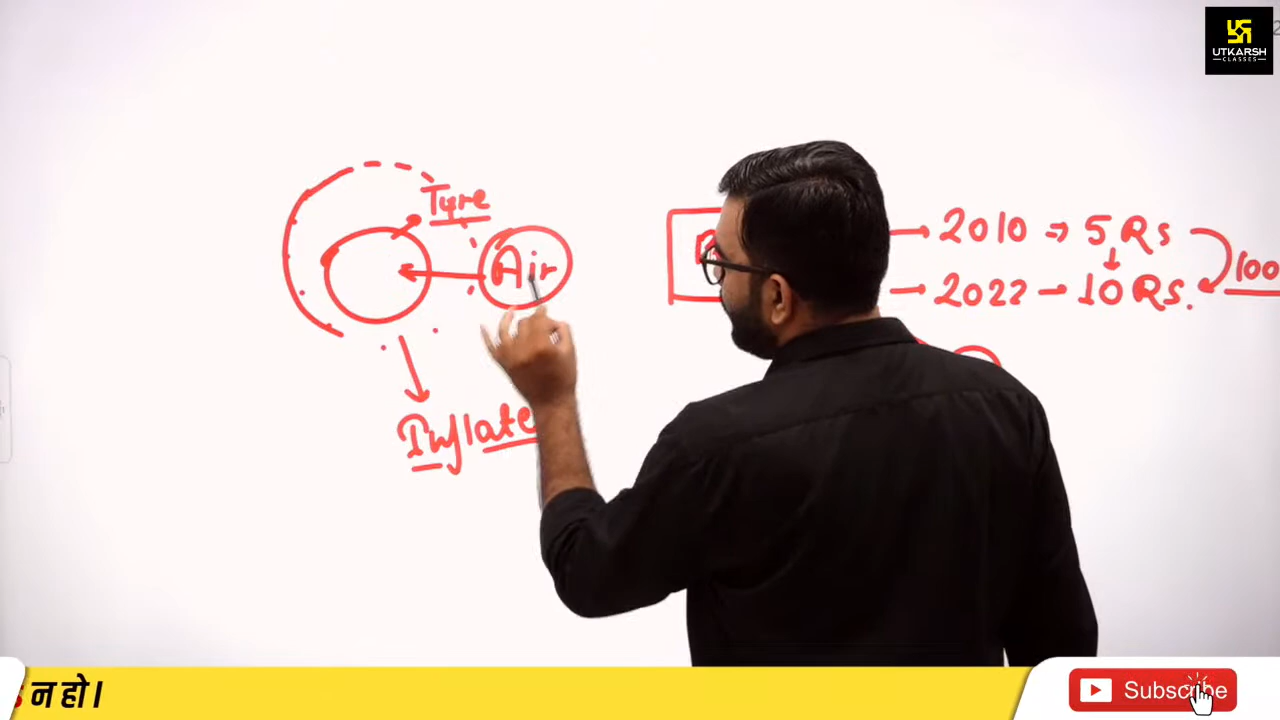 UTKARSH
CLASSES
Tyre
Air
Inflate
2010 ⇒ 5 Rs
2022 → 10 RS.
100
न हो।
Subscribe